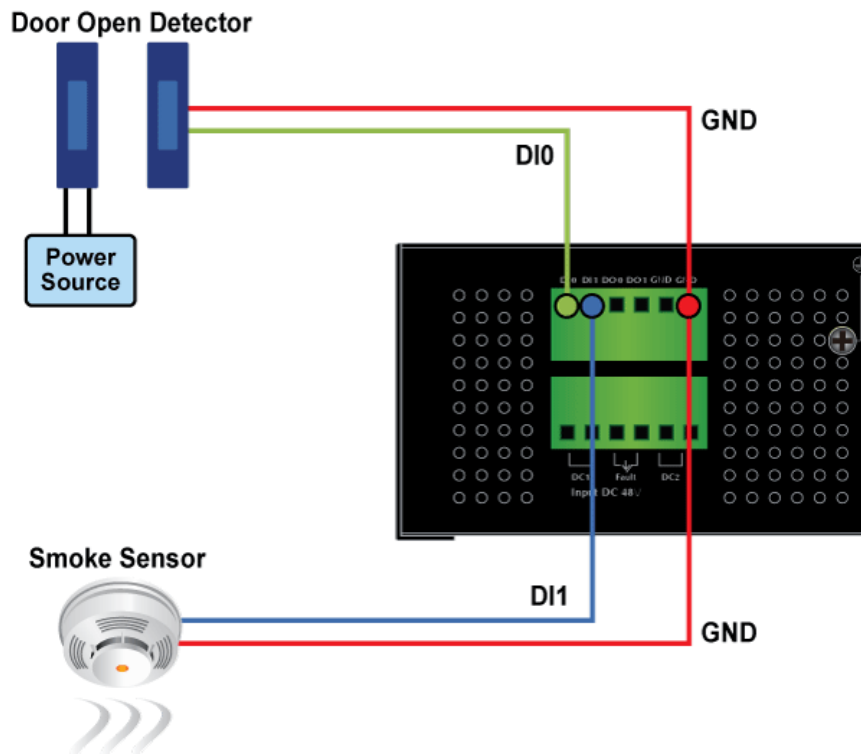 Door Open Detector
GND
DI0
Power
Source
DI0 DI1 DO0 DO1 GND GND
DC1 Fault DC2
Input DC 48V
Smoke Sensor
DI1
GND